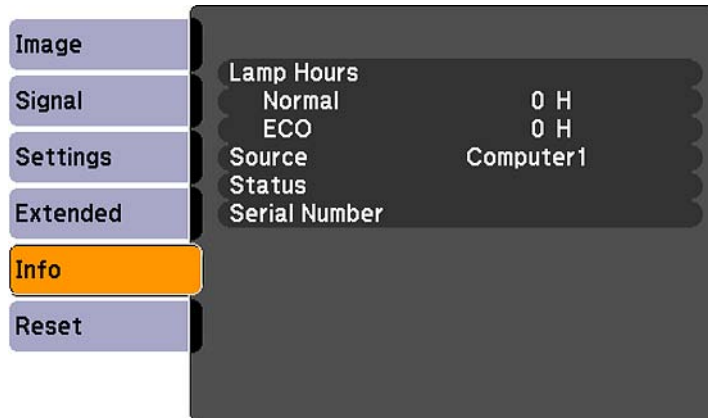 Image
Signal
Settings
Extended
Info
Reset
Lamp Hours
Normal 0 H
ECO 0 H
Source Computer1
Status
Serial Number